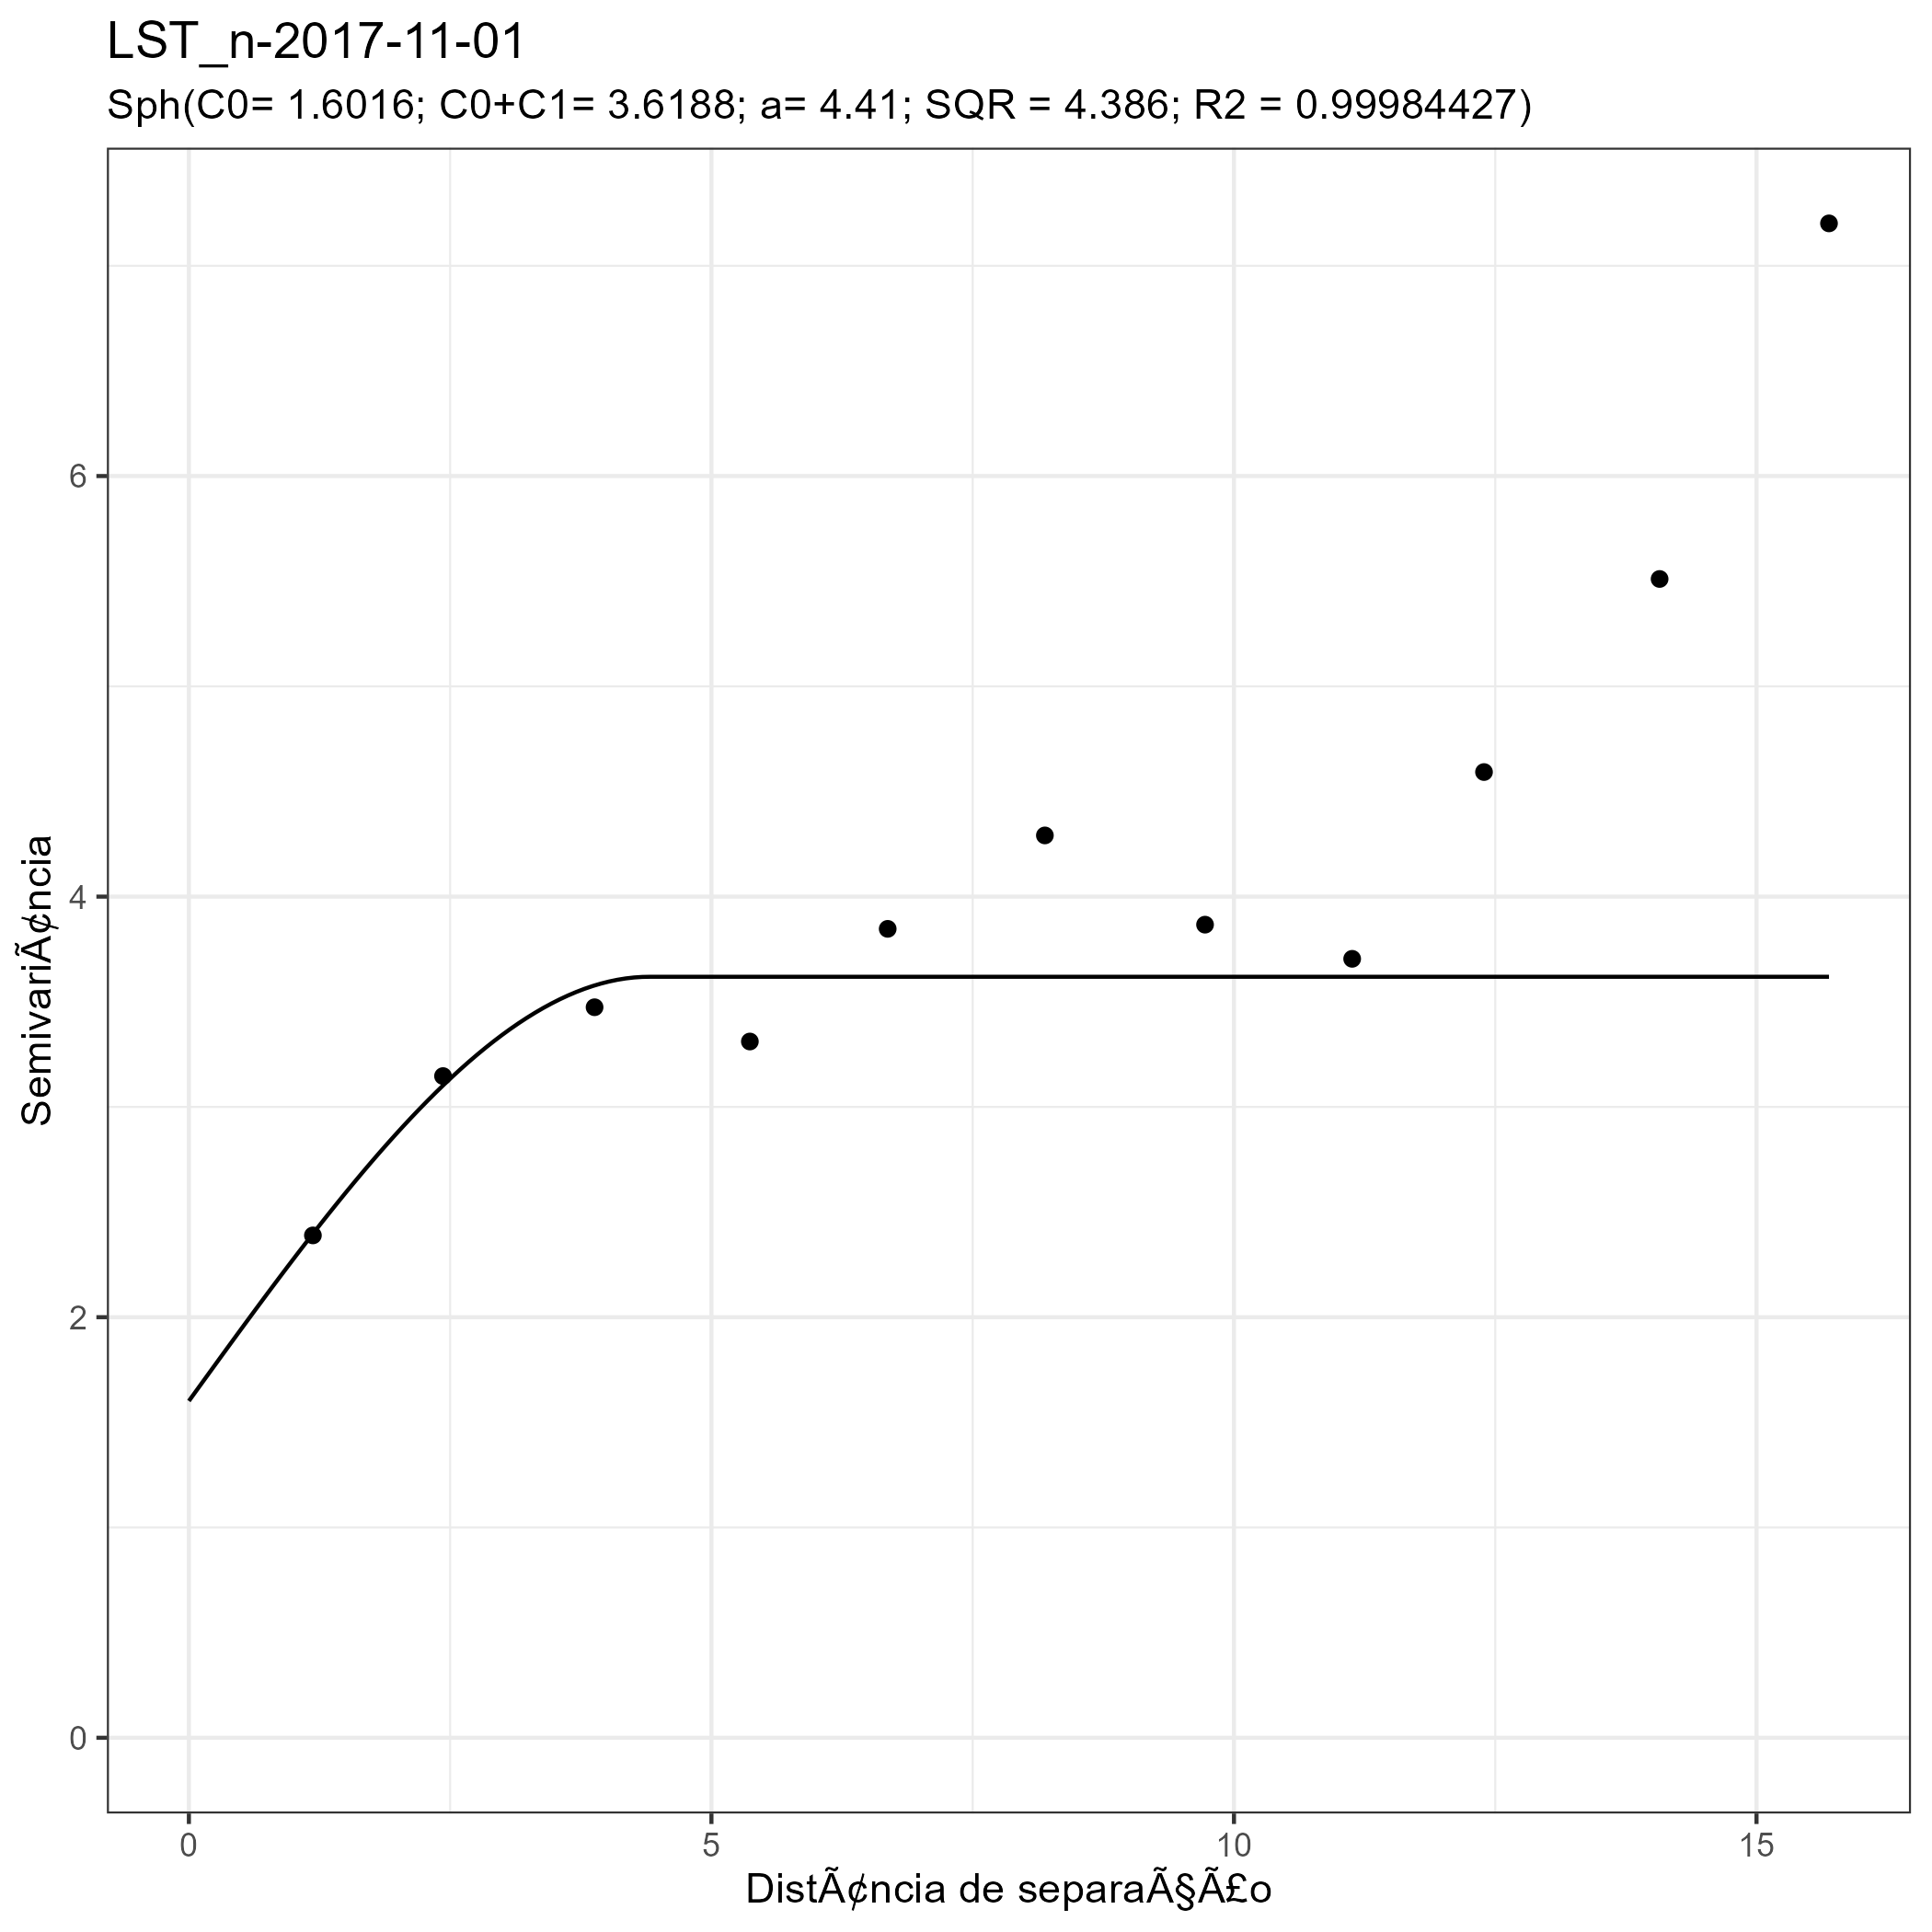 LST_n-2017-11-01
Sph(C0= 1.6016; C0+C1= 3.6188; a= 4.41; SQR = 4.386; R2 = 0.99984427)
SemivariÃ¢ncia
6
4
2
0
0 5 10 15
DistÃ¢ncia de separaÃ§Ã£o